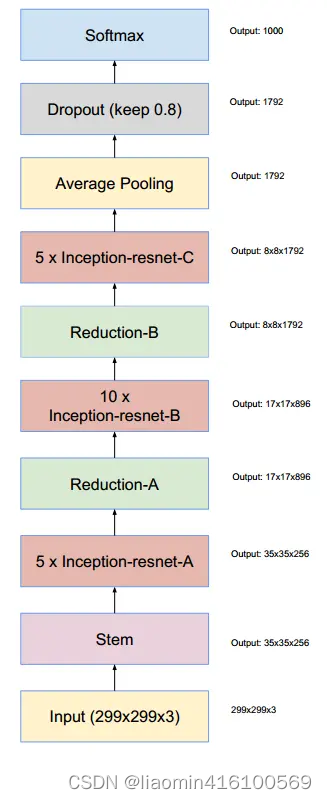 Softmax
Output: 1000
Dropout (keep 0.8)
Output: 1792
Average Pooling
Output: 1792
5 x Inception-resnet-C
Output: 8x8x1792
Reduction-B
Output: 8x8x1792
10 x
Inception-resnet-B
Output: 17x17x896
Reduction-A
Output: 17x17x896
5 x Inception-resnet-A
Output: 35x35x256
Stem
Output: 35x35x256
Input (299x299x3)
299x299x3
CSDN @liaomin416100569